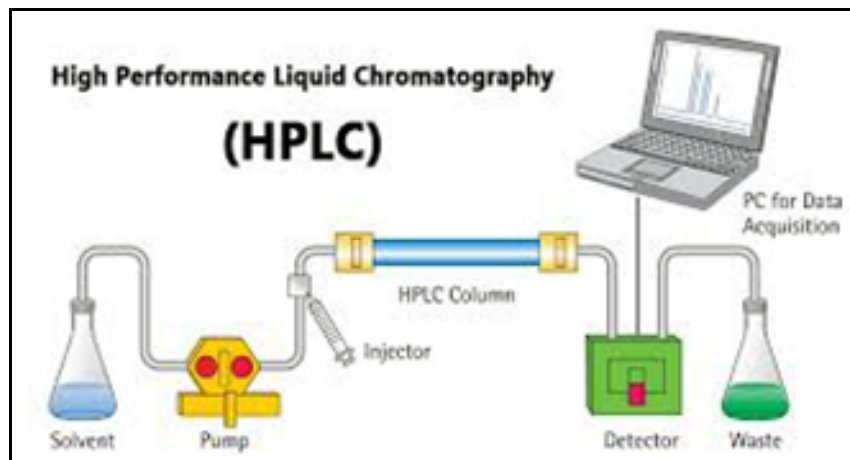 High Performance Liquid Chromatography
(HPLC)
PC for Data
Acquisition
HPLC Column
Injector
Solvent
Pump
Detector
Waste